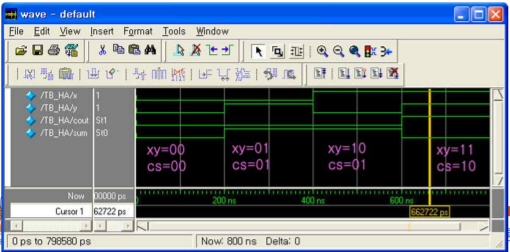 wave - default
File Edit View Insert Format Tools Window
/TB_HA/x 1
/TB_HA/y 1
/TB_HA/cout St1
/TB_HA/sum St0
xy=00 xy=01 xy=10 xy=11
cs=00 cs=01 cs=01 cs=10
Now 00000 ps 200 ns 400 ns 600 ns
Cursor 1 62722 ps 662722 ps
0 ps to 798580 ps Now: 800 ns Delta: 0